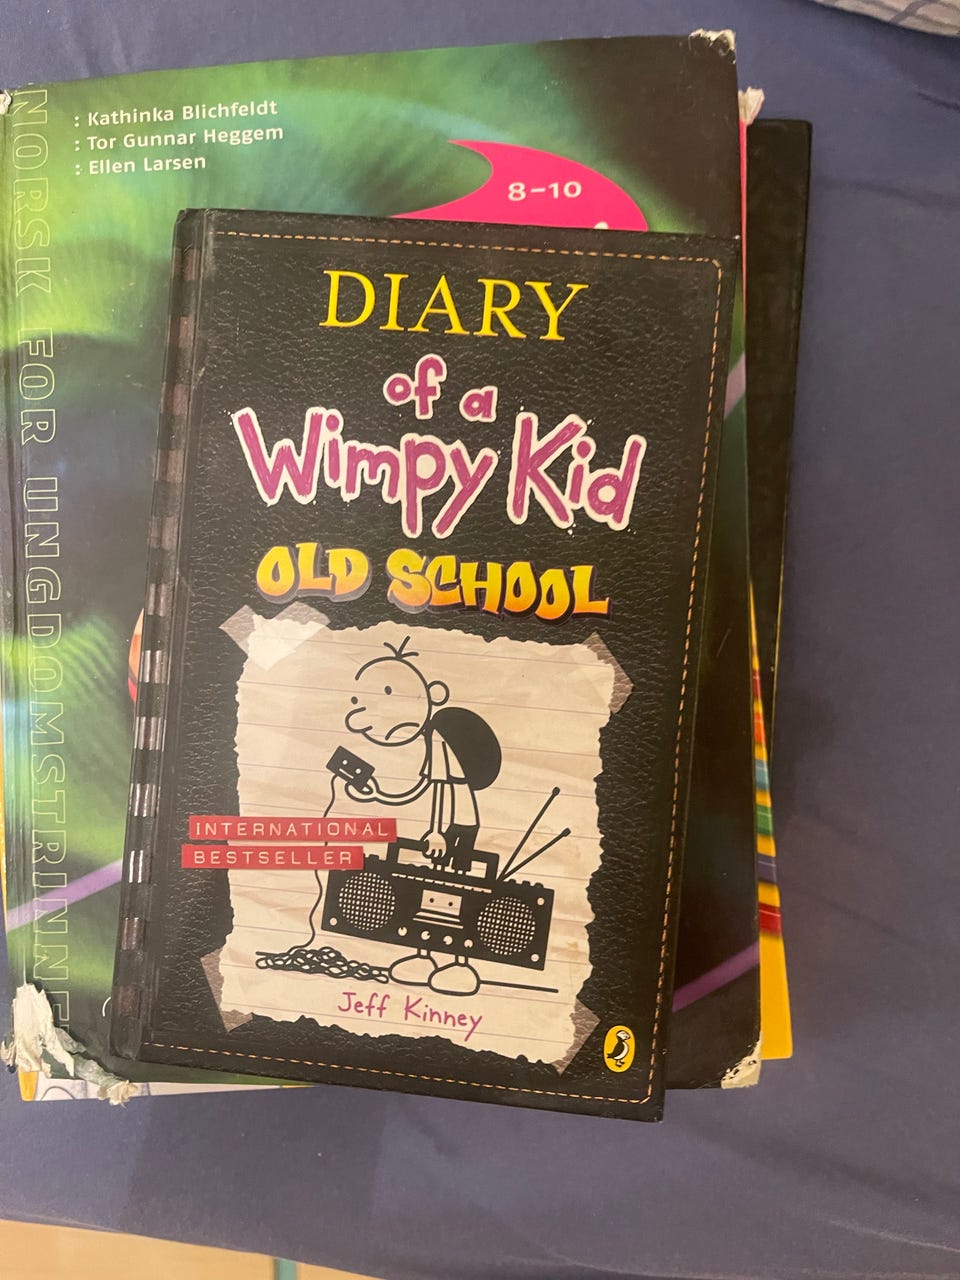 : Kathinka Blichfeldt
: Tor Gunnar Heggem
: Ellen Larsen
8-10
NORSK FOR UNGDOMSTRINNE
DIARY
of a
Wimpy Kid
OLD SCHOOL
INTERNATIONAL
BESTSELLER
Jeff Kinney